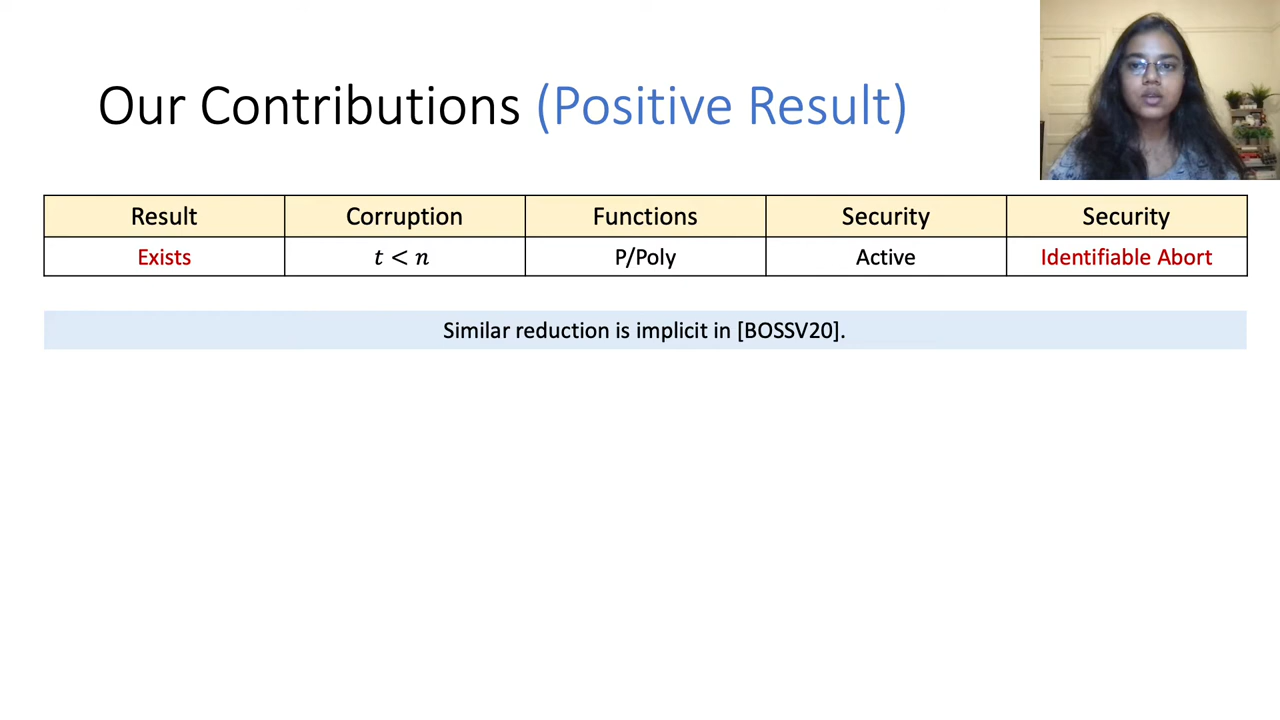 Our Contributions (Positive Result)
Result Corruption Functions Security Security
Exists t < n P/Poly Active Identifiable Abort
Similar reduction is implicit in [BOSSV20].